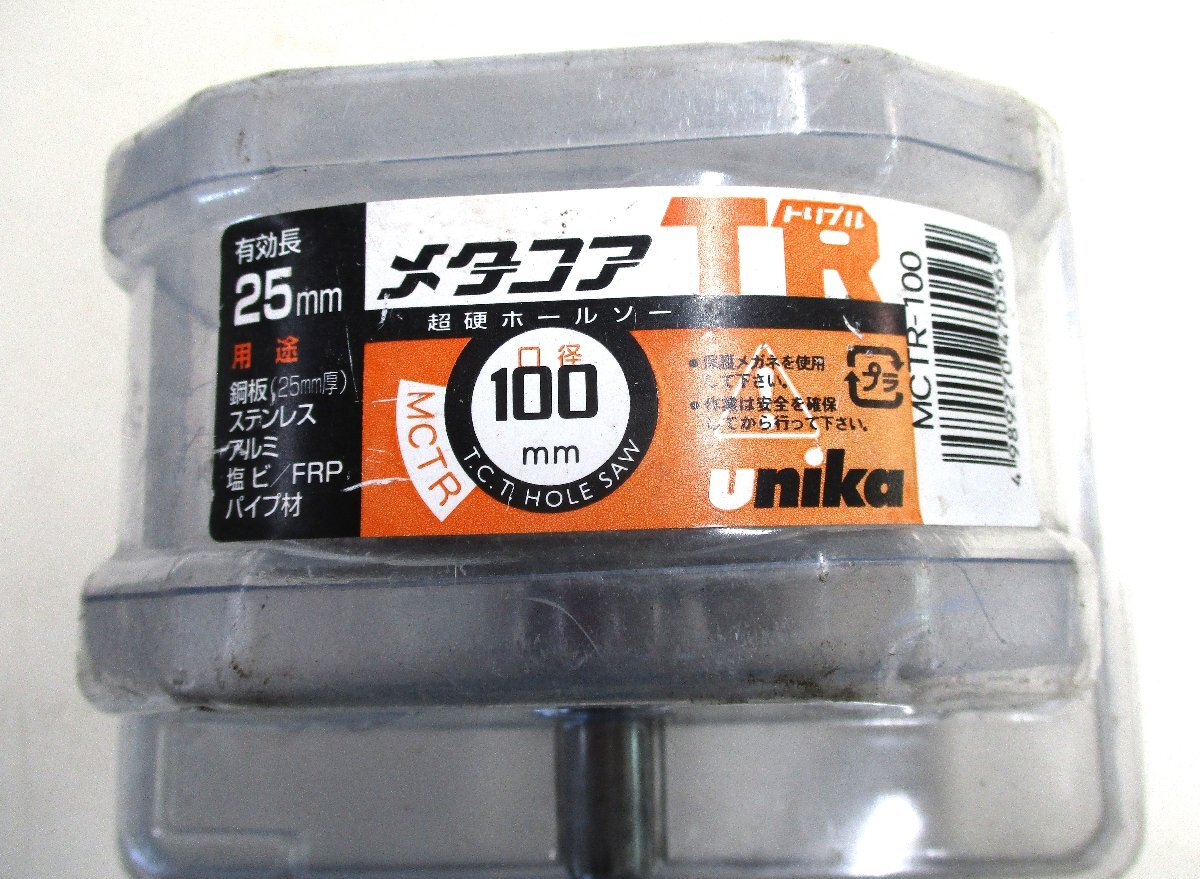 有効長
25mm
用途
鋼板(25mm厚)
ステンレス
アルミ
塩ビ/FRP
パイプ材
メタコア
TR
トリプル
超硬ホールソー
口径
100
mm
T.C.T. HOLE SAW
MCTR
●保護メガネを使用
して下さい。
●作業は安全を確保
してから行って下さい。
プラ
unika
MCTR-100